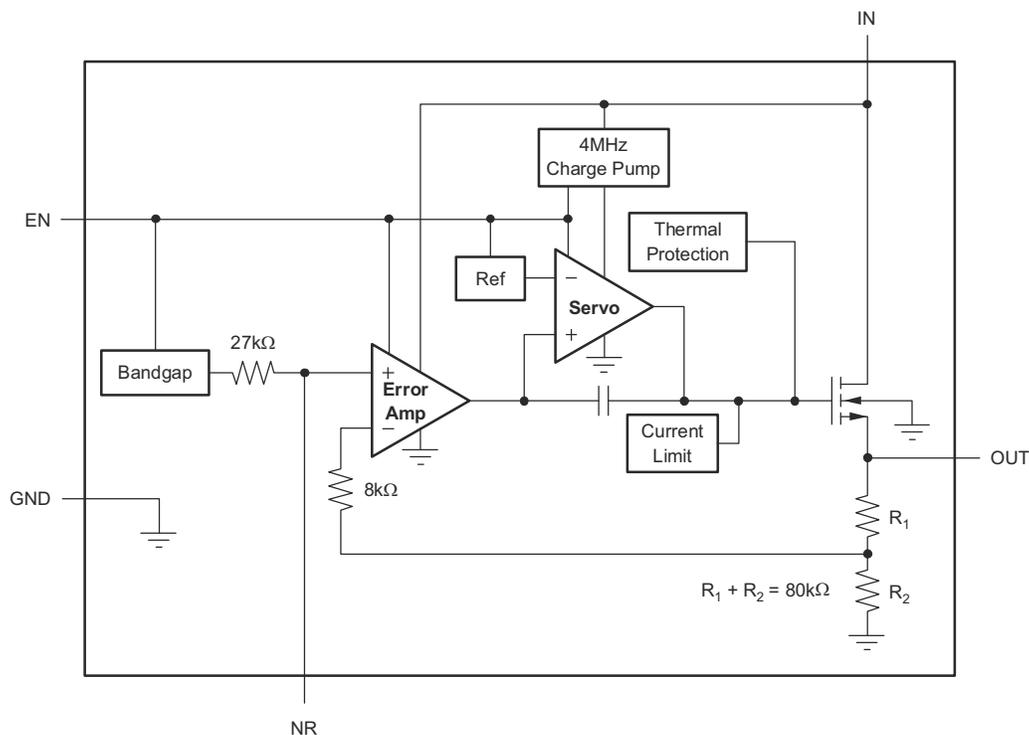 IN
4MHz
Charge Pump
EN
Thermal
Protection
Ref
−
Servo
+
27kΩ
Bandgap
+
Error
Amp
−
Current
Limit
OUT
8kΩ
GND
R1
R1 + R2 = 80kΩ
R2
NR